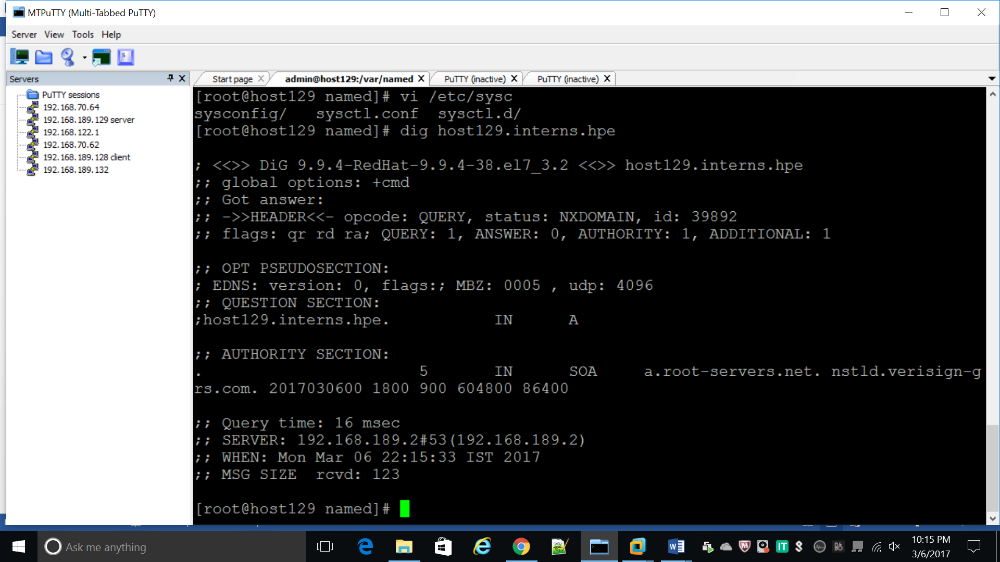 MTPuTTY (Multi-Tabbed PuTTY)
Server View Tools Help
Servers
PuTTY sessions
192.168.70.64
192.168.189.129 server
192.168.122.1
192.168.70.62
192.168.189.128 client
192.168.189.132
Start page admin@host129:/var/named PuTTY (inactive) PuTTY (inactive)
[root@host129 named]# vi /etc/sysc
sysconfig/ sysctl.conf sysctl.d/
[root@host129 named]# dig host129.interns.hpe
; <<>> DiG 9.9.4-RedHat-9.9.4-38.el7_3.2 <<>> host129.interns.hpe
;; global options: +cmd
;; Got answer:
;; ->>HEADER<<- opcode: QUERY, status: NXDOMAIN, id: 39892
;; flags: qr rd ra; QUERY: 1, ANSWER: 0, AUTHORITY: 1, ADDITIONAL: 1
;; OPT PSEUDOSECTION:
; EDNS: version: 0, flags:; MBZ: 0005 , udp: 4096
;; QUESTION SECTION:
;host129.interns.hpe. IN A
;; AUTHORITY SECTION:
. 5 IN SOA a.root-servers.net. nstld.verisign-g
rs.com. 2017030600 1800 900 604800 86400
;; Query time: 16 msec
;; SERVER: 192.168.189.2#53(192.168.189.2)
;; WHEN: Mon Mar 06 22:15:33 IST 2017
;; MSG SIZE rcvd: 123
[root@host129 named]#
Ask me anything
10:15 PM
3/6/2017